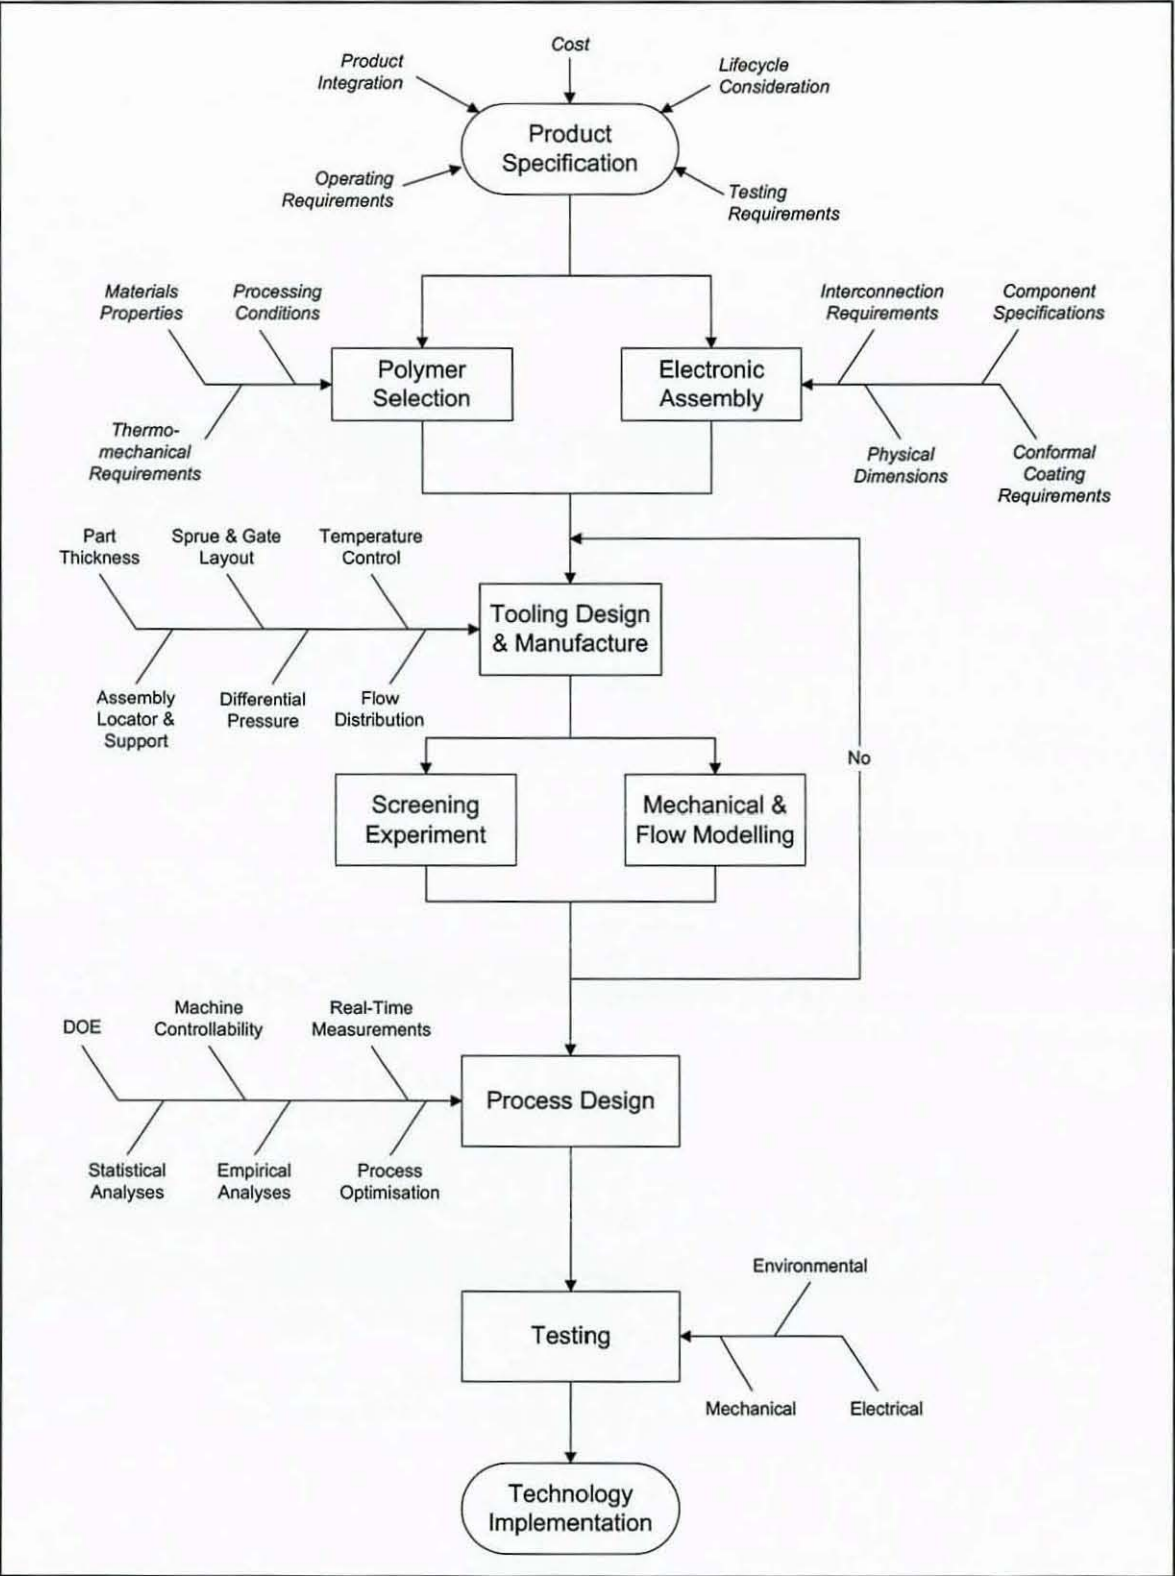 Cost
Product
Integration
Lifecycle
Consideration
Product
Specification
Operating
Requirements
Testing
Requirements
Materials
Properties
Processing
Conditions
Interconnection
Requirements
Component
Specifications
Polymer
Selection
Electronic
Assembly
Thermo-
mechanical
Requirements
Physical
Dimensions
Conformal
Coating
Requirements
Part
Thickness
Sprue & Gate
Layout
Temperature
Control
Tooling Design
& Manufacture
Assembly
Locator &
Support
Differential
Pressure
Flow
Distribution
No
Screening
Experiment
Mechanical &
Flow Modelling
DOE
Machine
Controllability
Real-Time
Measurements
Process Design
Statistical
Analyses
Empirical
Analyses
Process
Optimisation
Environmental
Testing
Mechanical
Electrical
Technology
Implementation